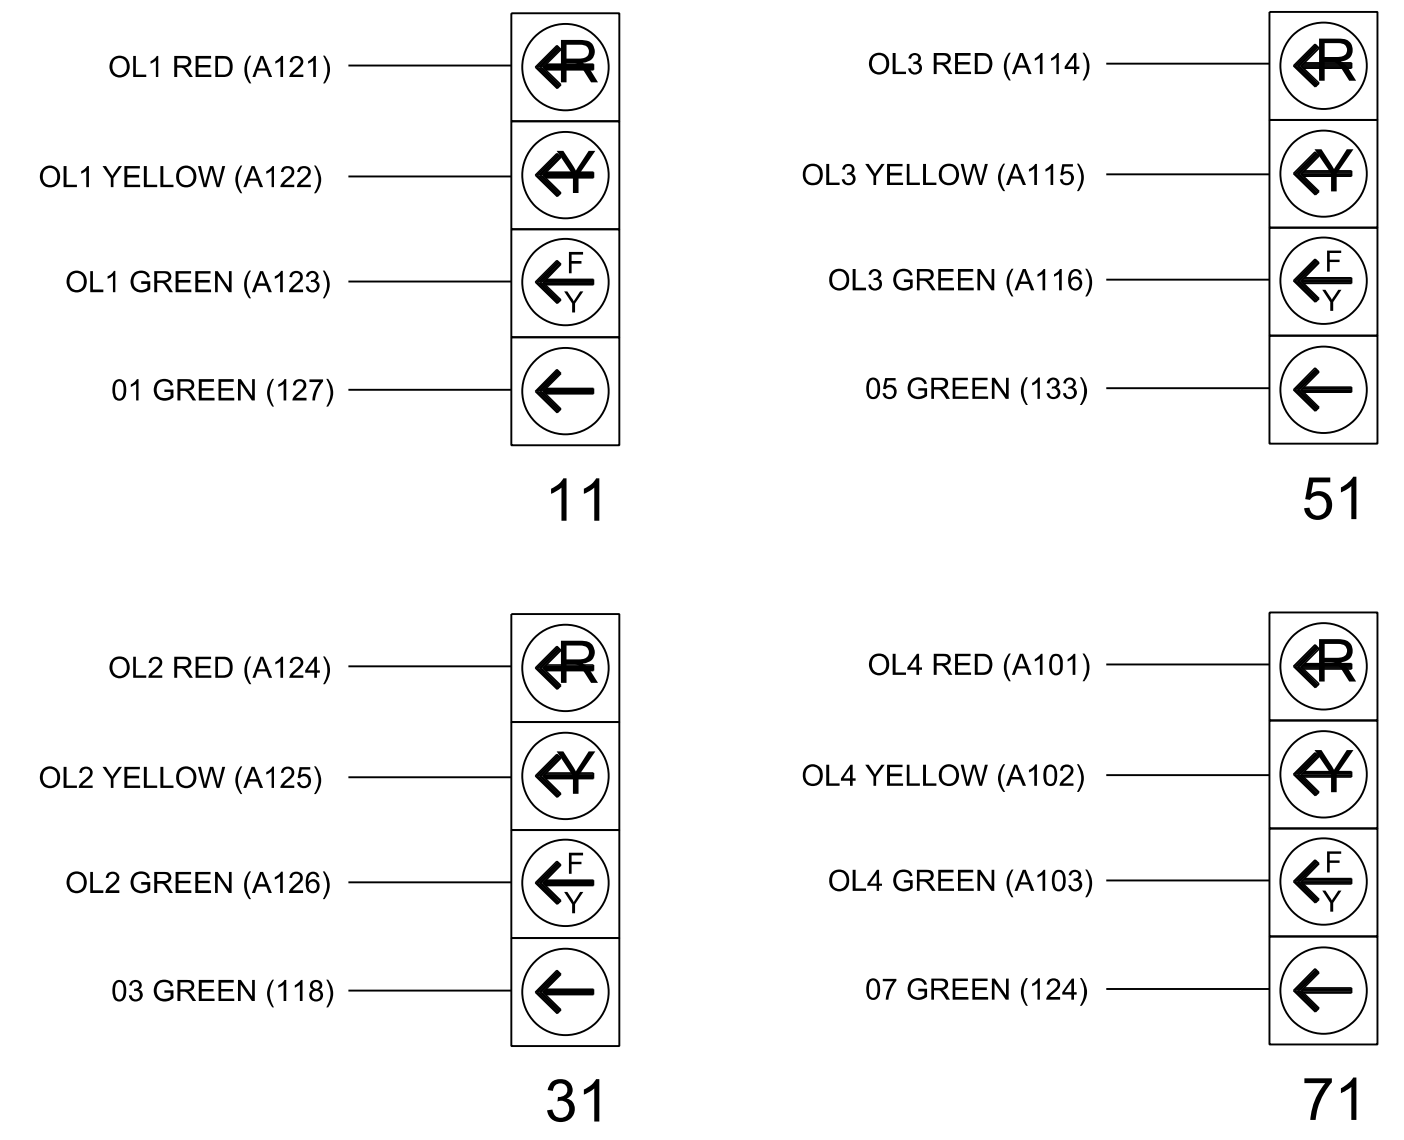 OL1 RED (A121)
R
OL1 YELLOW (A122)
Y
OL1 GREEN (A123)
F
Y
01 GREEN (127)
11
OL3 RED (A114)
R
OL3 YELLOW (A115)
Y
OL3 GREEN (A116)
F
Y
05 GREEN (133)
51
OL2 RED (A124)
R
OL2 YELLOW (A125)
Y
OL2 GREEN (A126)
F
Y
03 GREEN (118)
31
OL4 RED (A101)
R
OL4 YELLOW (A102)
Y
OL4 GREEN (A103)
F
Y
07 GREEN (124)
71